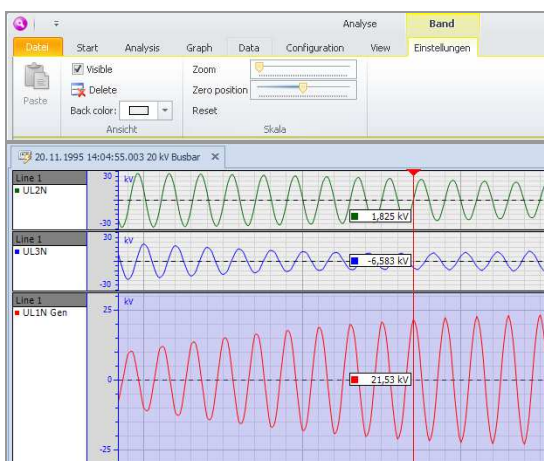 Analyse Band
Datei Start Analysis Graph Data Configuration View Einstellungen
Paste
Visible
Delete
Back color:
Ansicht
Zoom
Zero position
Reset
Skala
20.11.1995 14:04:55.003 20 kV Busbar
Line 1
UL2N
30
kV
-30
1,825 kV
Line 1
UL3N
30
kV
-30
-6,583 kV
Line 1
UL1N Gen
kV
25
0
-25
21,53 kV